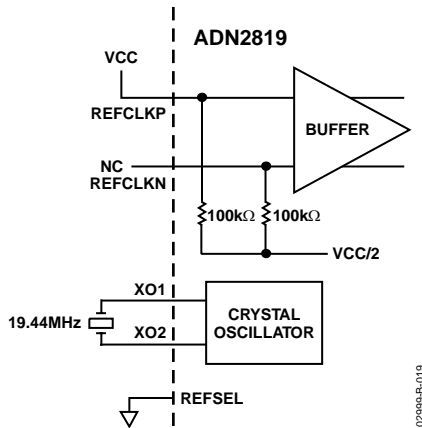 ADN2819
VCC
REFCLKP
BUFFER
NC
REFCLKN
100kΩ 100kΩ
VCC/2
XO1
19.44MHz
CRYSTAL
OSCILLATOR
XO2
REFSEL
02999-B-019